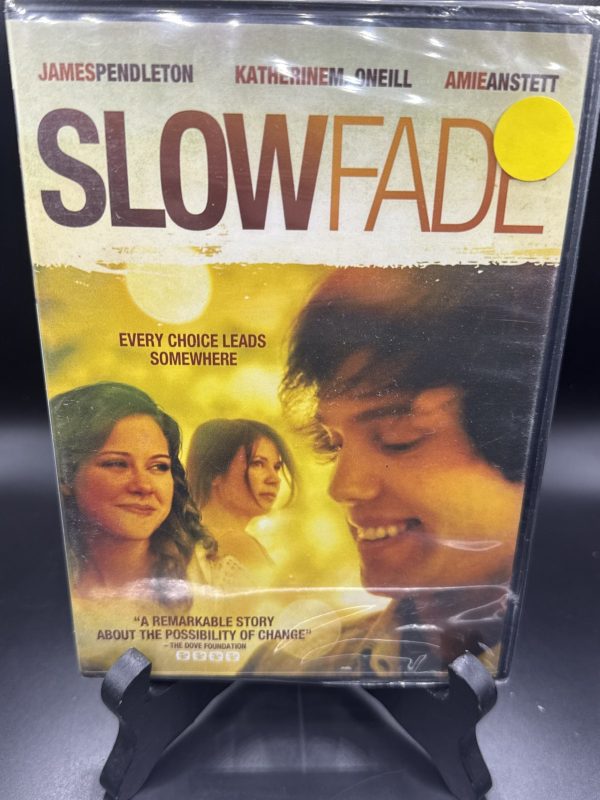 JAMESPENDLETON KATHERINEM. ONEILL AMIEANSTETT
SLOWFADE
EVERY CHOICE LEADS
SOMEWHERE
"A REMARKABLE STORY
ABOUT THE POSSIBILITY OF CHANGE"
– THE DOVE FOUNDATION